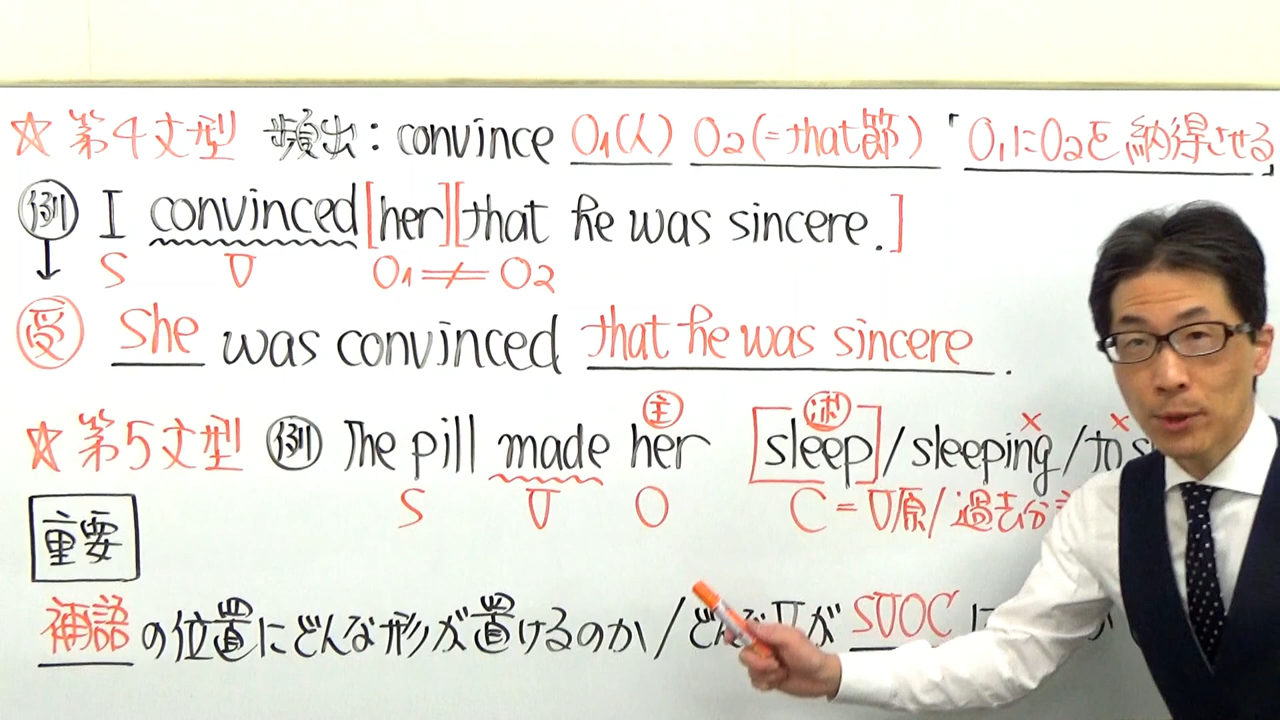 ☆ 第4文型 頻出 : convince O1(人) O2(=that節) 「O1にO2を納得させる」
例 I convinced [her][that he was sincere.]
S V O1 ≠ O2
受 She was convinced that he was sincere.
主 述 × ×
☆ 第5文型 例 The pill made her [sleep] / sleeping / to s
S V O C = V原 / 過去分
重要
補語の位置にどんな形が置けるのか / どんなVが SVOC に